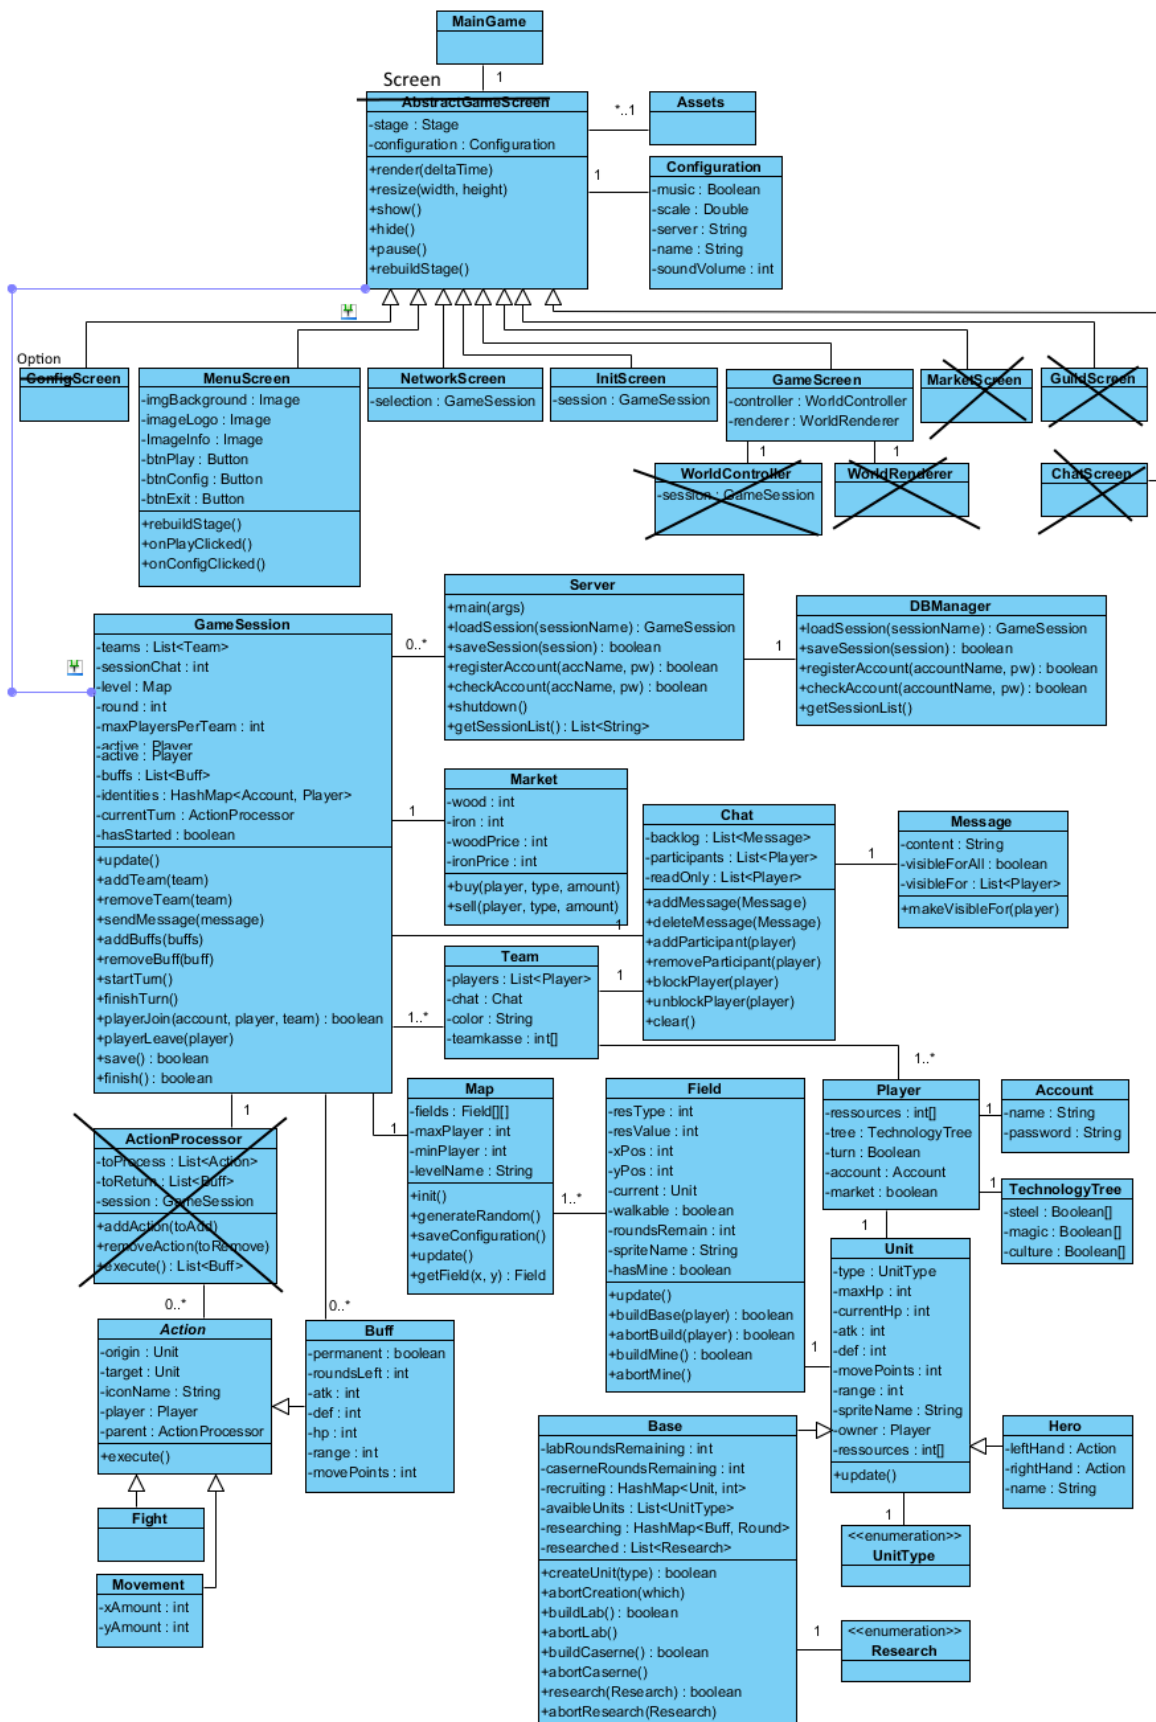 MainGame
1
Screen
AbstractGameScreen
-stage : Stage
-configuration : Configuration
+render(deltaTime)
+resize(width, height)
+show()
+hide()
+pause()
+rebuildStage()
*..1
Assets
1
Configuration
-music : Boolean
-scale : Double
-server : String
-name : String
-soundVolume : int
Option
ConfigScreen
MenuScreen
-imgBackground : Image
-imageLogo : Image
-ImageInfo : Image
-btnPlay : Button
-btnConfig : Button
-btnExit : Button
+rebuildStage()
+onPlayClicked()
+onConfigClicked()
NetworkScreen
-selection : GameSession
InitScreen
-session : GameSession
GameScreen
-controller : WorldController
-renderer : WorldRenderer
MarketScreen
GuildScreen
1
1
WorldController
-session : GameSession
WorldRenderer
ChatScreen
GameSession
-teams : List<Team>
-sessionChat : int
-level : Map
-round : int
-maxPlayersPerTeam : int
-active : Player
-active : Player
-buffs : List<Buff>
-identities : HashMap<Account, Player>
-currentTurn : ActionProcessor
-hasStarted : boolean
+update()
+addTeam(team)
+removeTeam(team)
+sendMessage(message)
+addBuffs(buffs)
+removeBuff(buff)
+startTurn()
+finishTurn()
+playerJoin(account, player, team) : boolean
+playerLeave(player)
+save() : boolean
+finish() : boolean
0..*
Server
+main(args)
+loadSession(sessionName) : GameSession
+saveSession(session) : boolean
+registerAccount(accName, pw) : boolean
+checkAccount(accName, pw) : boolean
+shutdown()
+getSessionList() : List<String>
1
DBManager
+loadSession(sessionName) : GameSession
+saveSession(session) : boolean
+registerAccount(accountName, pw) : boolean
+checkAccount(accountName, pw) : boolean
+getSessionList()
1
Market
-wood : int
-iron : int
-woodPrice : int
-ironPrice : int
+buy(player, type, amount)
+sell(player, type, amount)
1
Chat
-backlog : List<Message>
-participants : List<Player>
-readOnly : List<Player>
+addMessage(Message)
+deleteMessage(Message)
+addParticipant(player)
+removeParticipant(player)
+blockPlayer(player)
+unblockPlayer(player)
+clear()
1
Message
-content : String
-visibleForAll : boolean
-visibleFor : List<Player>
+makeVisibleFor(player)
1..*
Team
-players : List<Player>
-chat : Chat
-color : String
-teamkasse : int[]
1
1..*
1
ActionProcessor
-toProcess : List<Action>
-toReturn : List<Buff>
-session : GameSession
+addAction(toAdd)
+removeAction(toRemove)
+execute() : List<Buff>
1
Map
-fields : Field[][]
-maxPlayer : int
-minPlayer : int
-levelName : String
+init()
+generateRandom()
+saveConfiguration()
+update()
+getField(x, y) : Field
1..*
Field
-resType : int
-resValue : int
-xPos : int
-yPos : int
-current : Unit
-walkable : boolean
-roundsRemain : int
-spriteName : String
-hasMine : boolean
+update()
+buildBase(player) : boolean
+abortBuild(player) : boolean
+buildMine() : boolean
+abortMine()
Player
-ressources : int[]
-tree : TechnologyTree
-turn : Boolean
-account : Account
-market : boolean
1
Account
-name : String
-password : String
1
TechnologyTree
-steel : Boolean[]
-magic : Boolean[]
-culture : Boolean[]
1
1
Unit
-type : UnitType
-maxHp : int
-currentHp : int
-atk : int
-def : int
-movePoints : int
-range : int
-spriteName : String
-owner : Player
-ressources : int[]
+update()
0..*
0..*
Action
-origin : Unit
-target : Unit
-iconName : String
-player : Player
-parent : ActionProcessor
+execute()
Buff
-permanent : boolean
-roundsLeft : int
-atk : int
-def : int
-hp : int
-range : int
-movePoints : int
Fight
Movement
-xAmount : int
-yAmount : int
Base
-labRoundsRemaining : int
-caserneRoundsRemaining : int
-recruiting : HashMap<Unit, int>
-avaibleUnits : List<UnitType>
-researching : HashMap<Buff, Round>
-researched : List<Research>
+createUnit(type) : boolean
+abortCreation(which)
+buildLab() : boolean
+abortLab()
+buildCaserne() : boolean
+abortCaserne()
+research(Research) : boolean
+abortResearch(Research)
Hero
-leftHand : Action
-rightHand : Action
-name : String
1
<<enumeration>>
UnitType
1
<<enumeration>>
Research